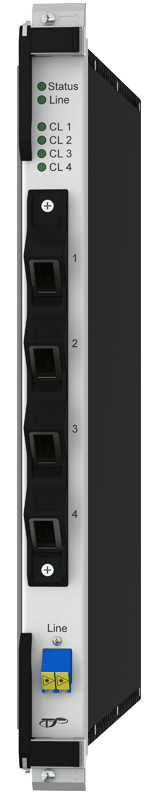 Status
Line
CL 1
CL 2
CL 3
CL 4
1
2
3
4
Line